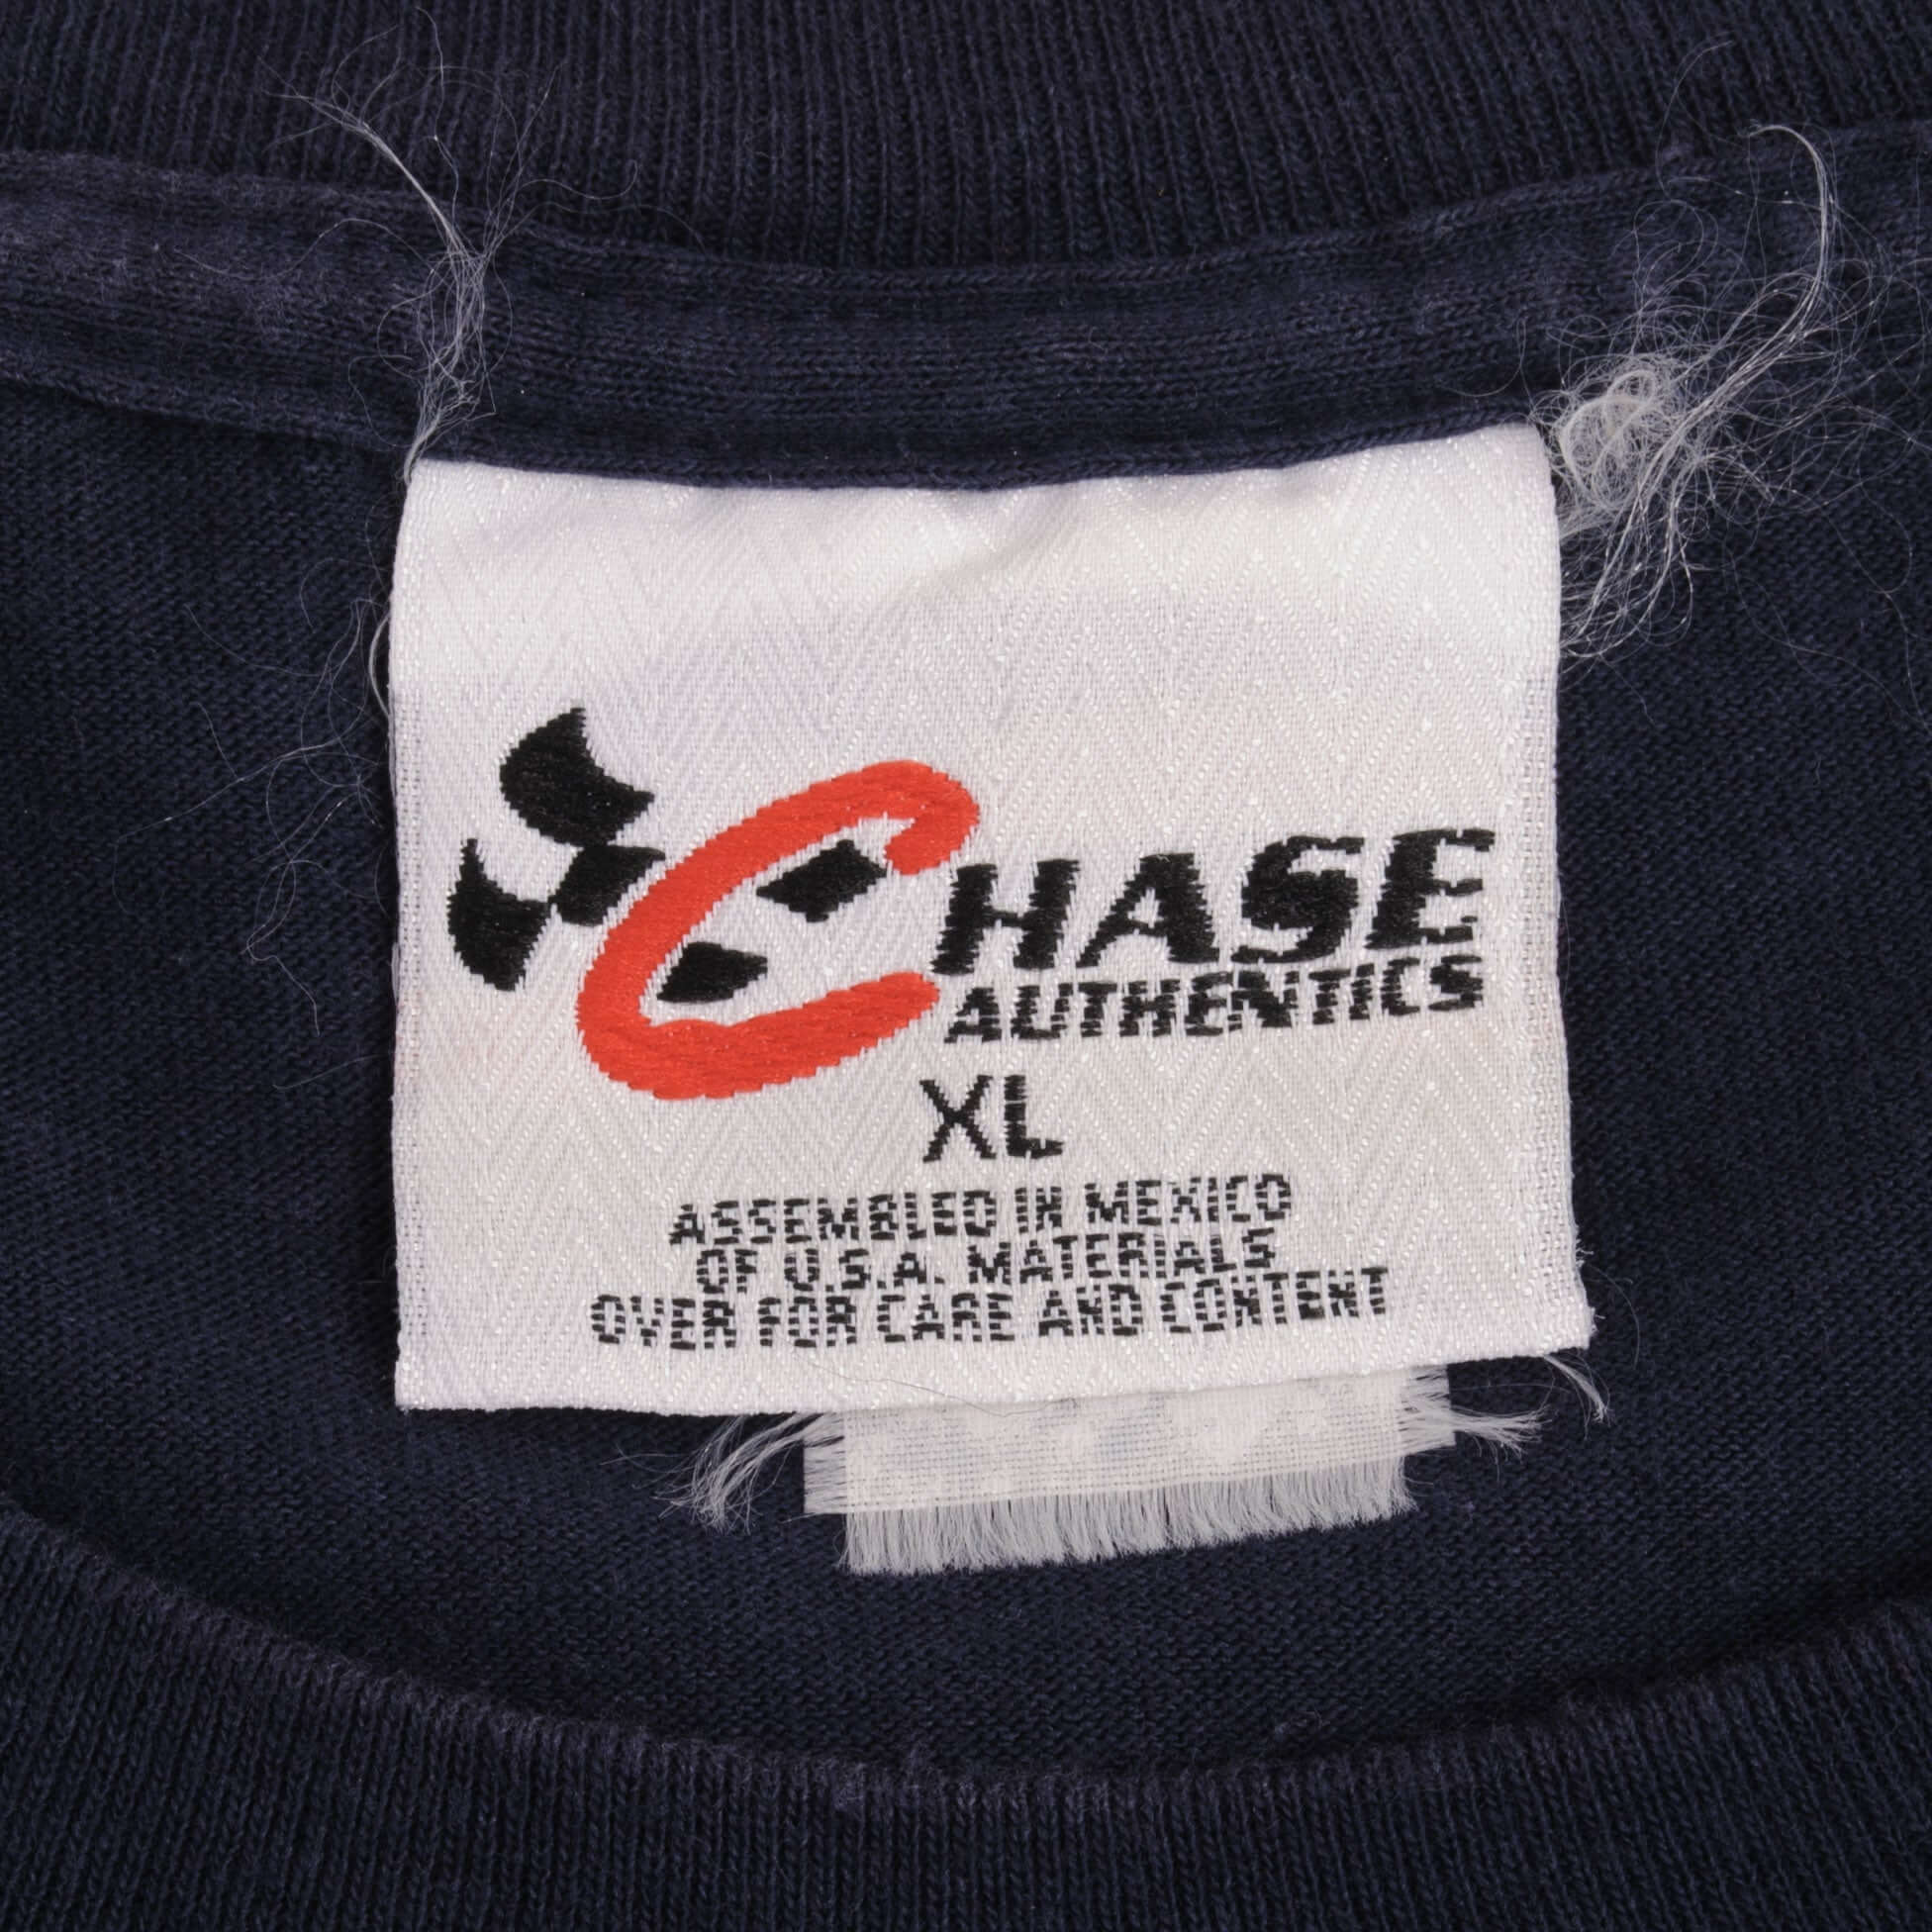 CHASE
AUTHENTICS
XL
ASSEMBLED IN MEXICO
OF U.S.A. MATERIALS
OVER FOR CARE AND CONTENT